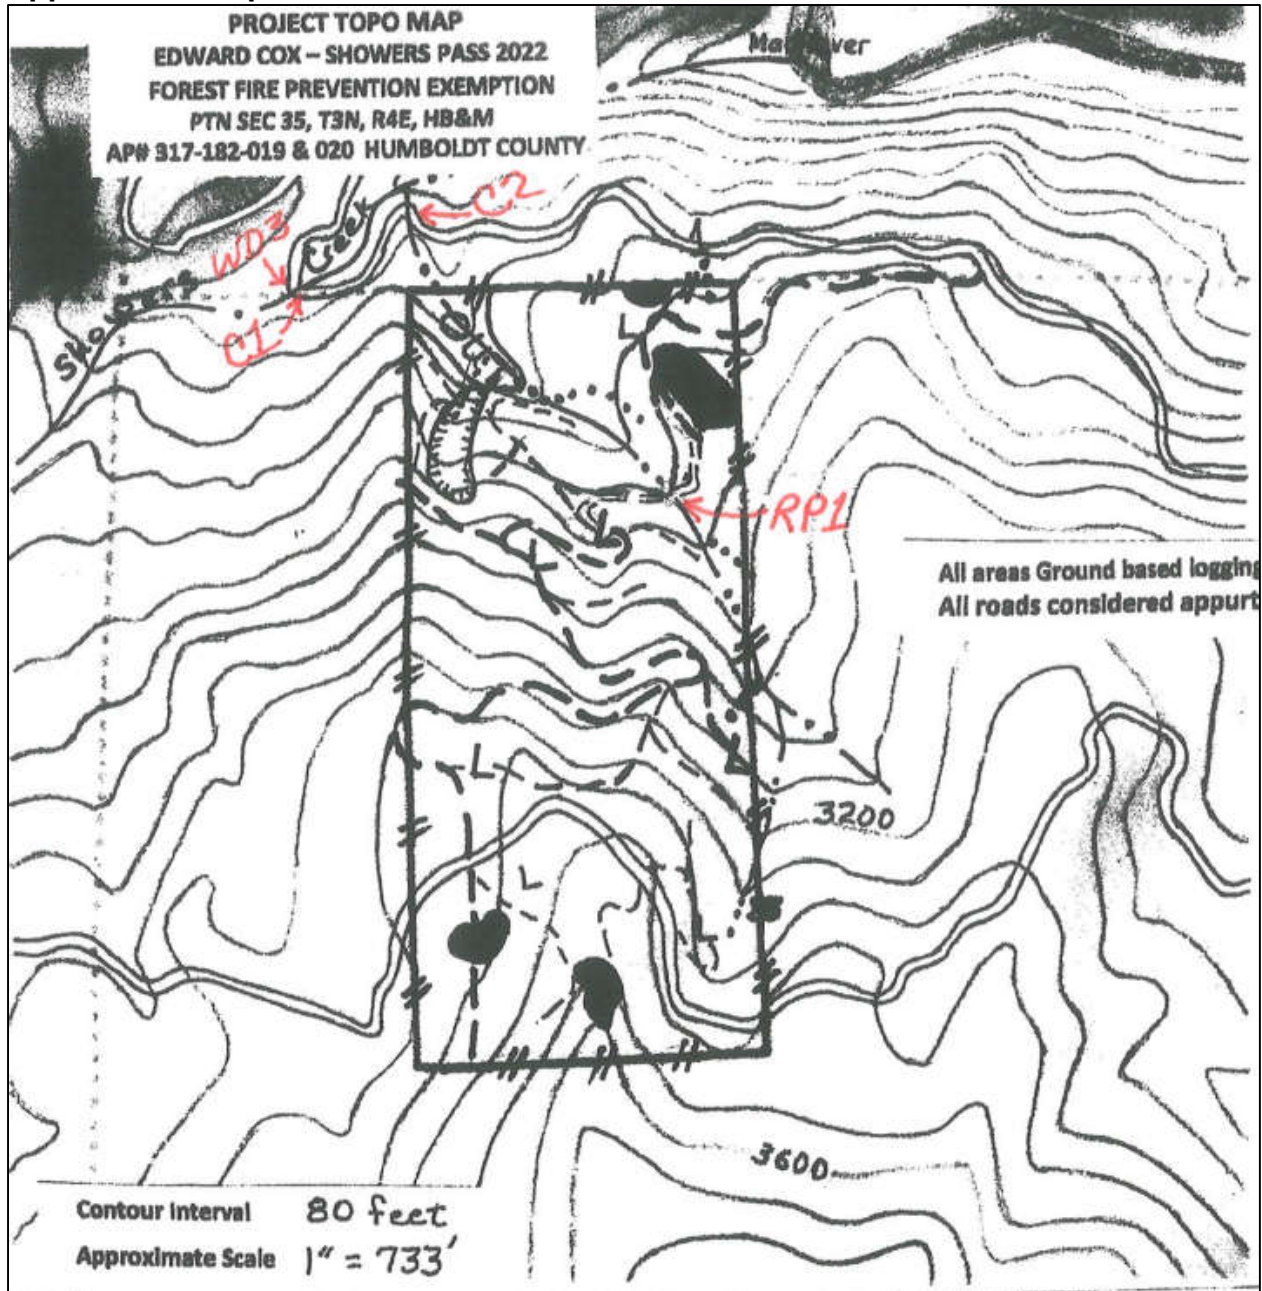 PROJECT TOPO MAP
EDWARD COX – SHOWERS PASS 2022
FOREST FIRE PREVENTION EXEMPTION
PTN SEC 35, T3N, R4E, HB&M
AP# 317-182-019 & 020 HUMBOLDT COUNTY
C2
WD3
Creek
C1
L
RP1
All areas Ground based logging
All roads considered appurt
L
L
3200
L
L
3600
Contour Interval 80 feet
Approximate Scale 1" = 733'